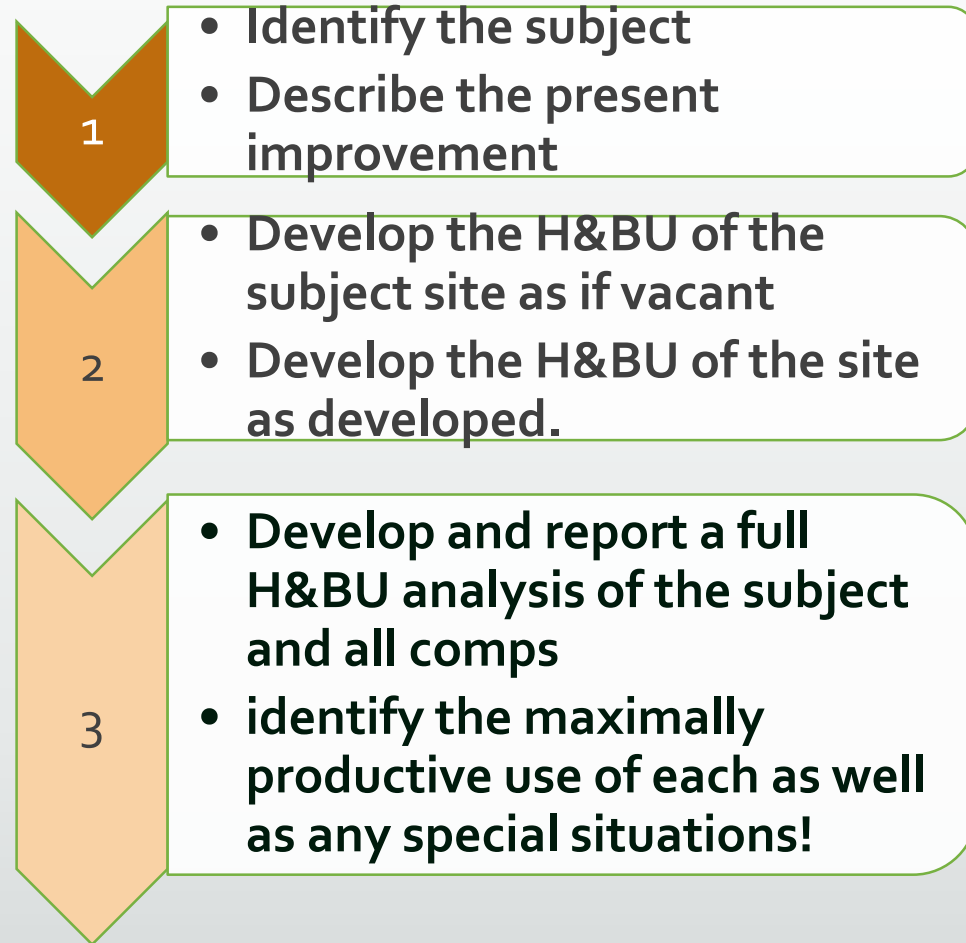 1
• Identify the subject
• Describe the present
improvement
2
• Develop the H&BU of the
subject site as if vacant
• Develop the H&BU of the site
as developed.
3
• Develop and report a full
H&BU analysis of the subject
and all comps
• identify the maximally
productive use of each as well
as any special situations!